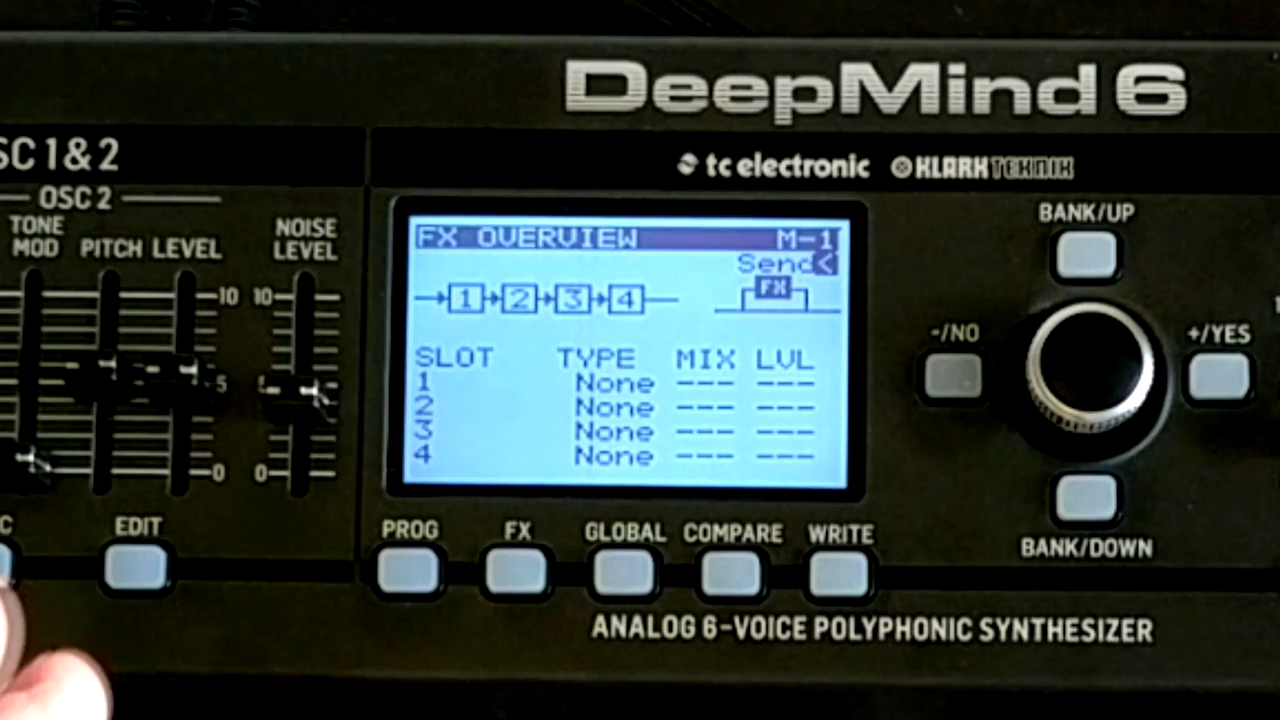 DeepMind 6
SC 1 & 2
tc electronic KLARK TEKNIK
OSC 2
TONE MOD PITCH LEVEL
NOISE LEVEL
10 10
5
0 0
FX OVERVIEW M-1
Send <
FX
1 2 3 4
SLOT TYPE MIX LVL
1 None --- ---
2 None --- ---
3 None --- ---
4 None --- ---
BANK/UP
-/NO +/YES
BANK/DOWN
C EDIT PROG FX GLOBAL COMPARE WRITE
ANALOG 6-VOICE POLYPHONIC SYNTHESIZER